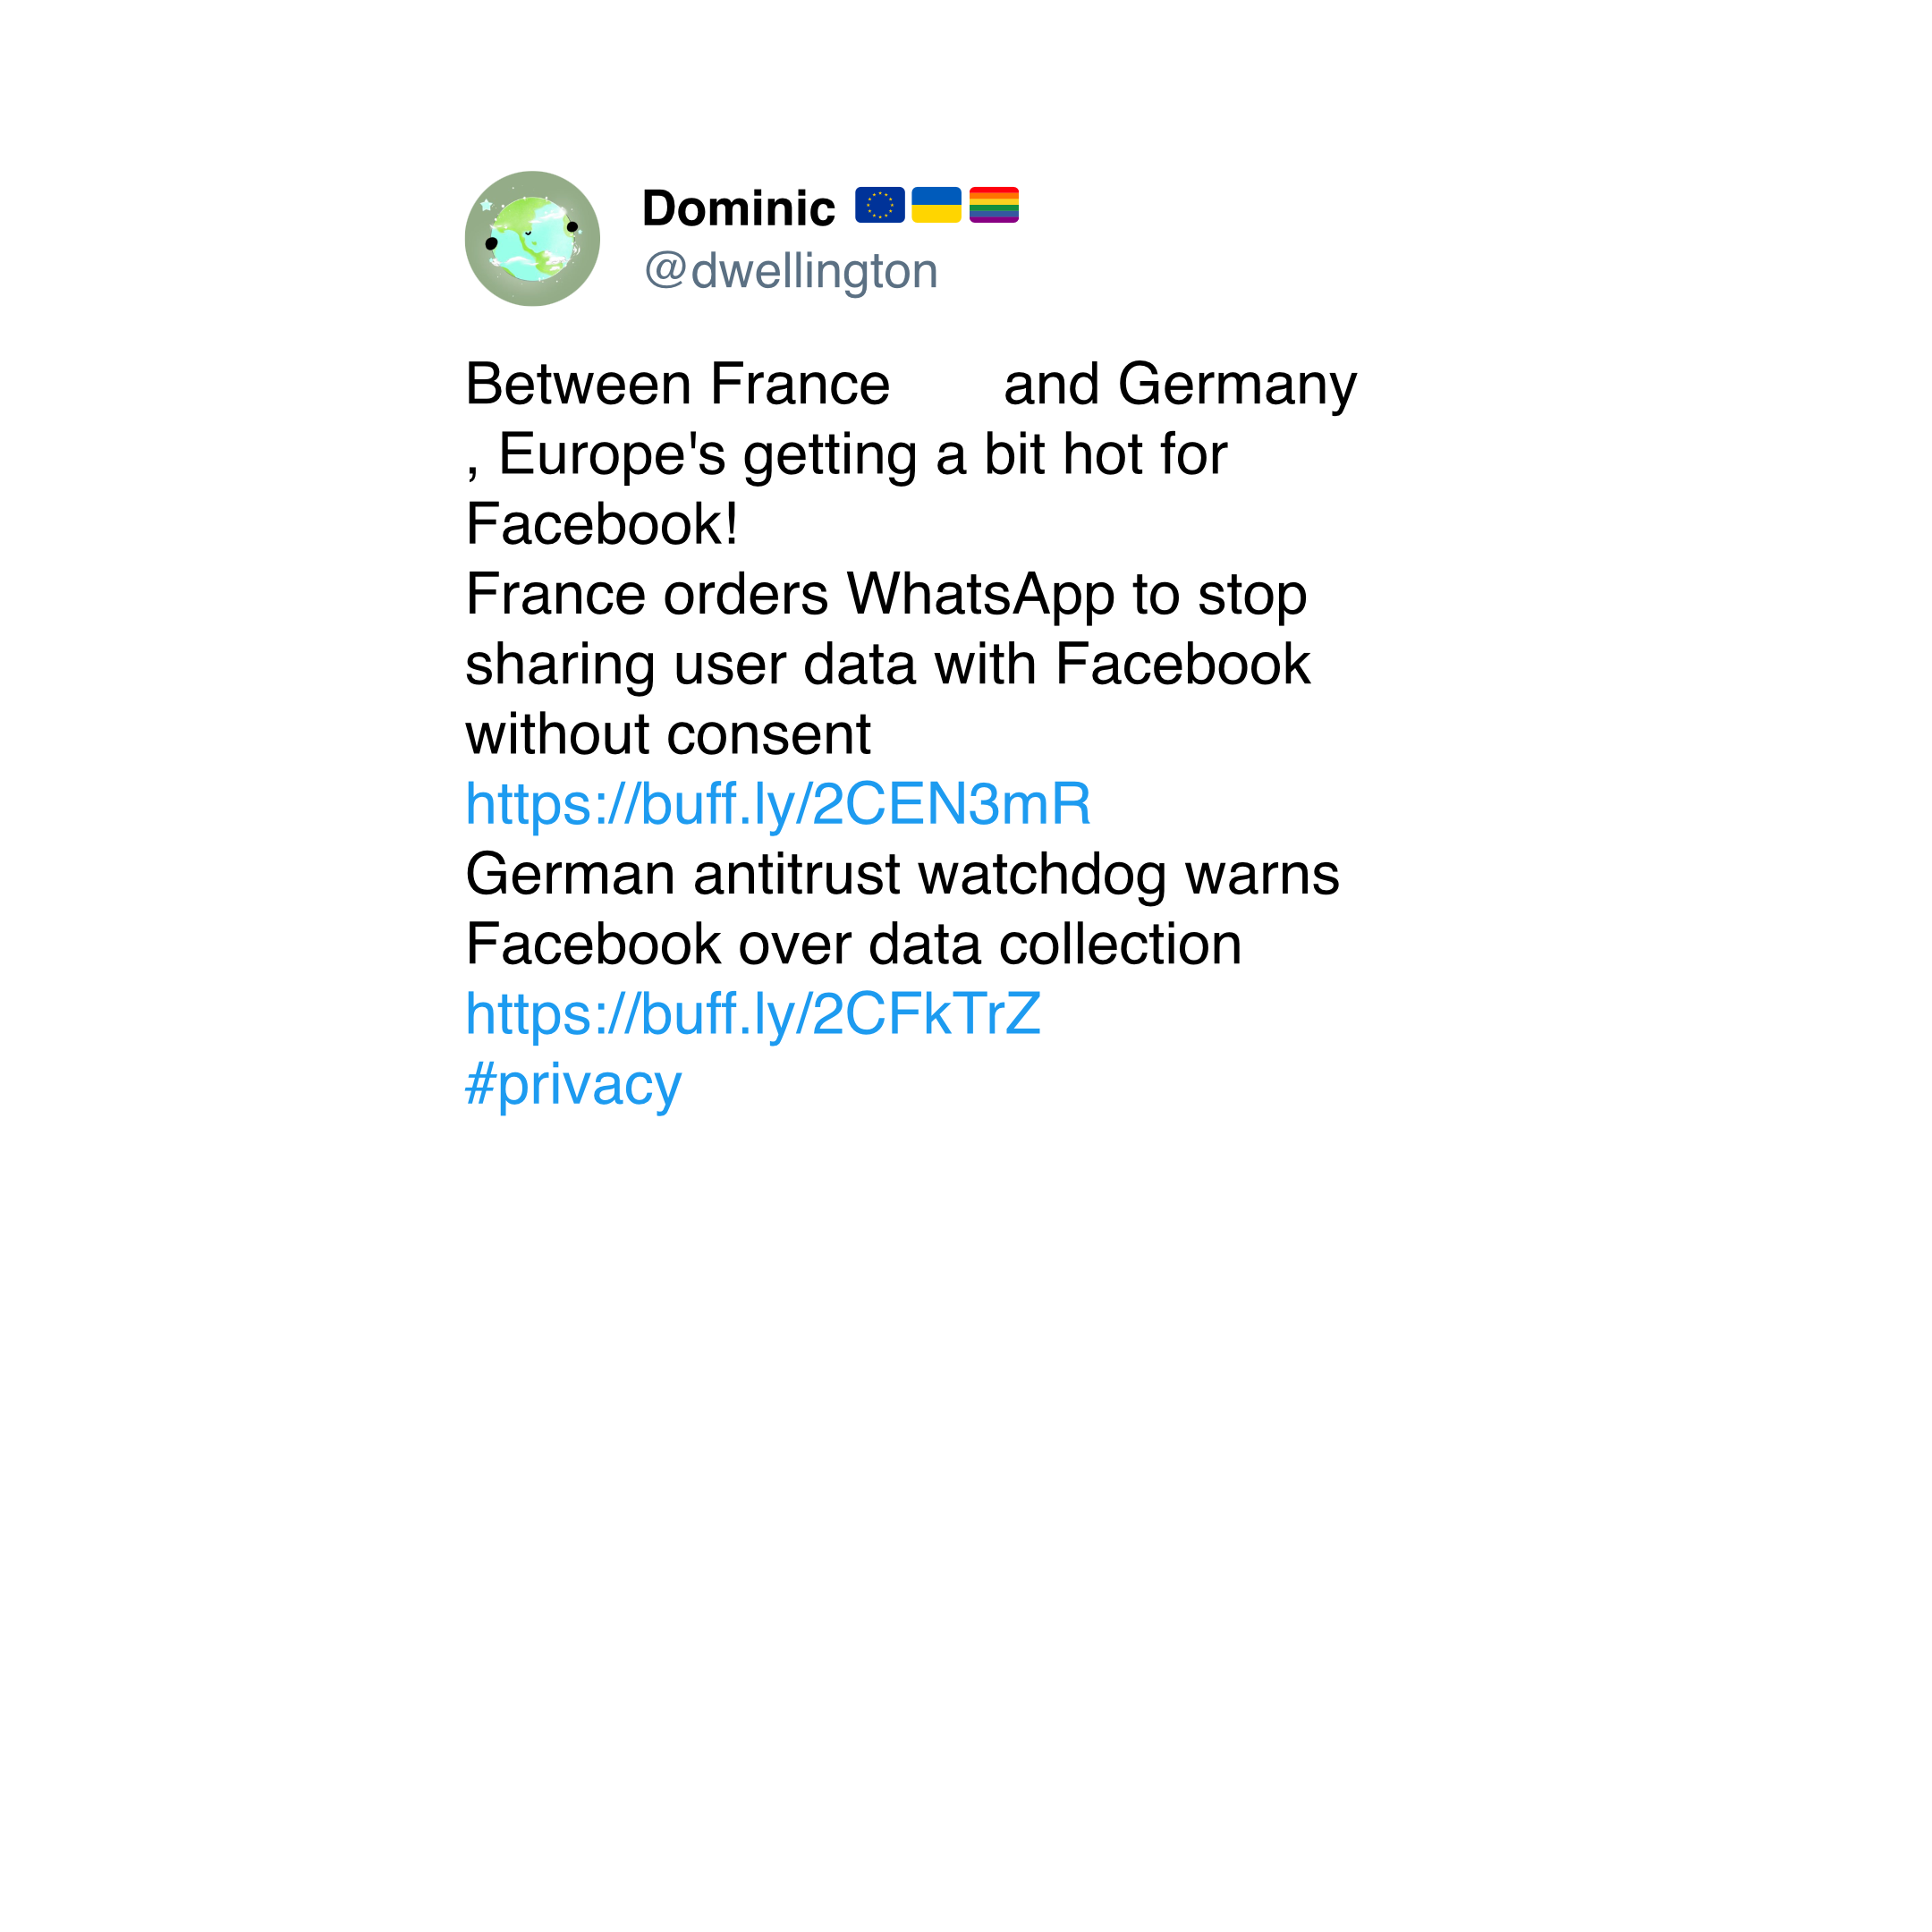 Dominic 🇪🇺🇺🇦🏳️‍🌈
@dwellington
Between France and Germany
, Europe's getting a bit hot for
Facebook!
France orders WhatsApp to stop
sharing user data with Facebook
without consent
https://buff.ly/2CEN3mR
German antitrust watchdog warns
Facebook over data collection
https://buff.ly/2CFkTrZ
#privacy